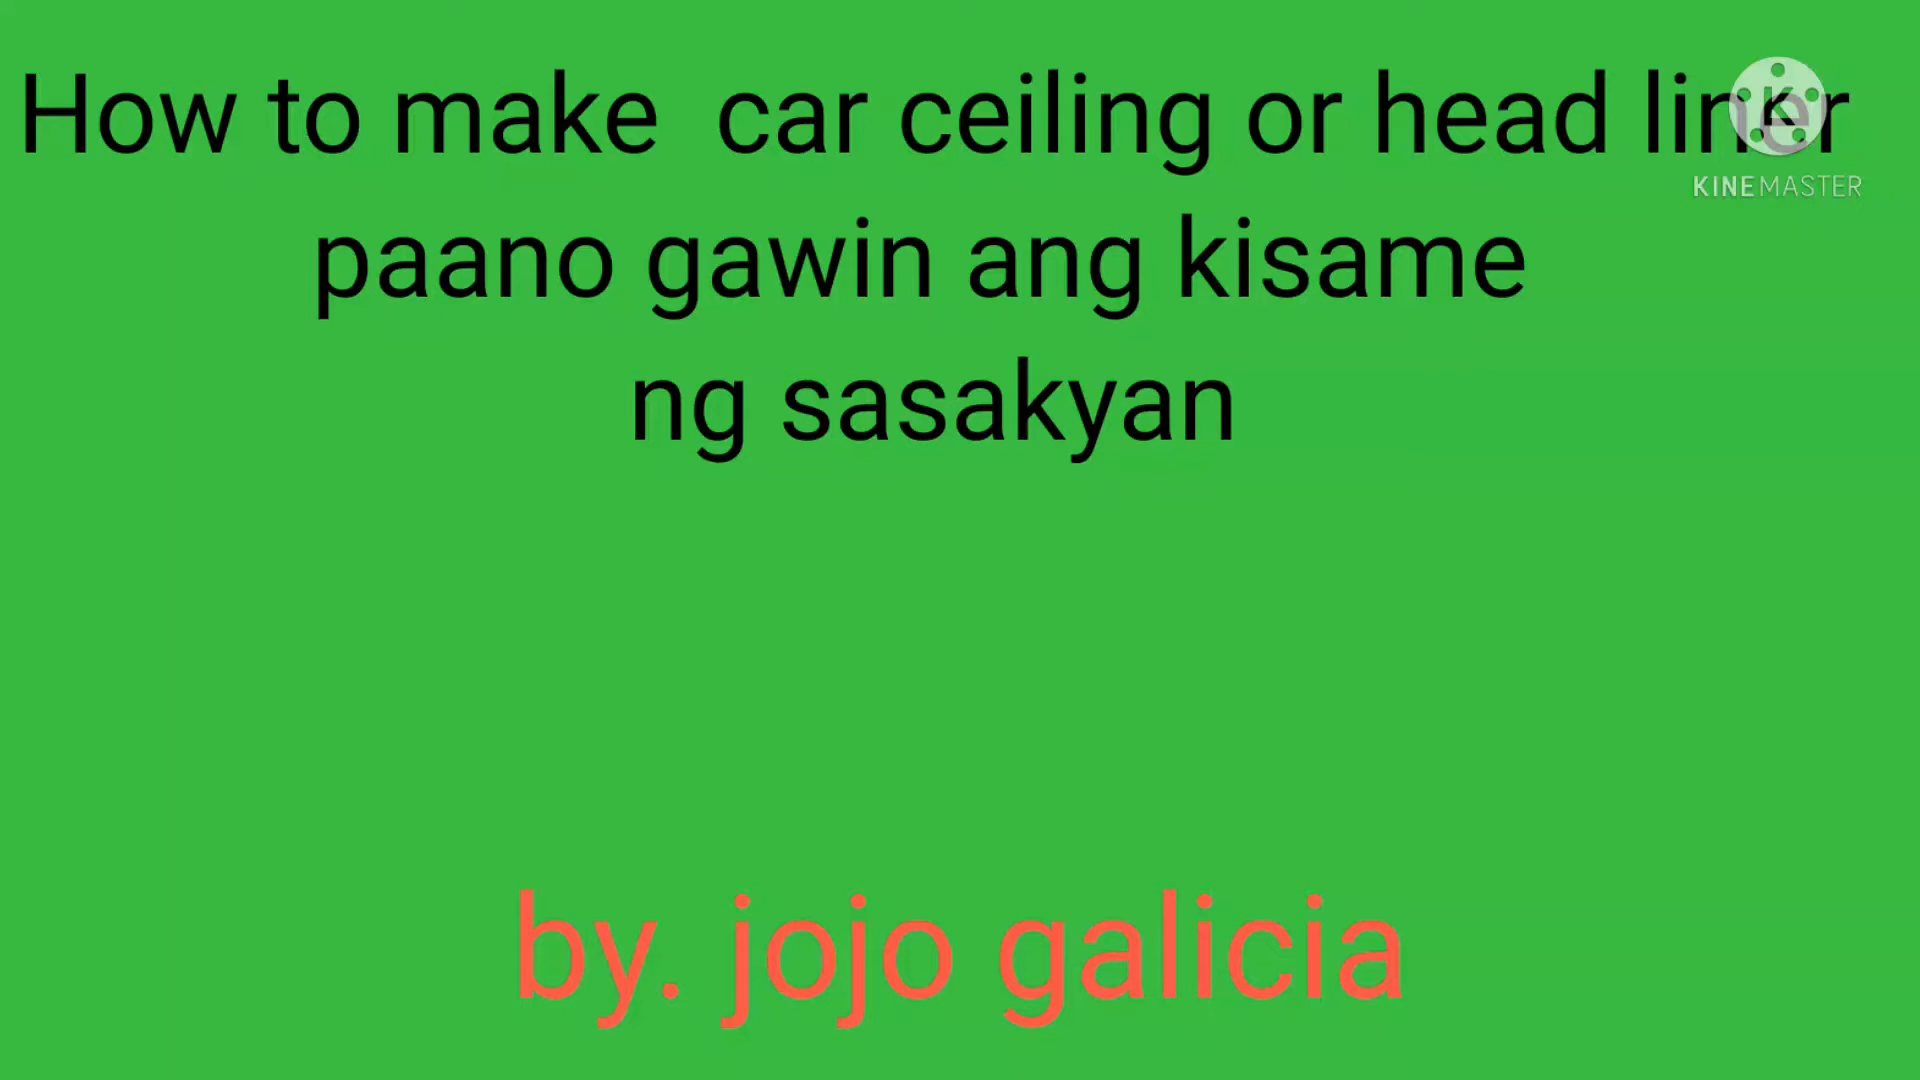 How to make  car ceiling or head liner
KINEMASTER
paano gawin ang kisame
ng sasakyan
by. jojo galicia